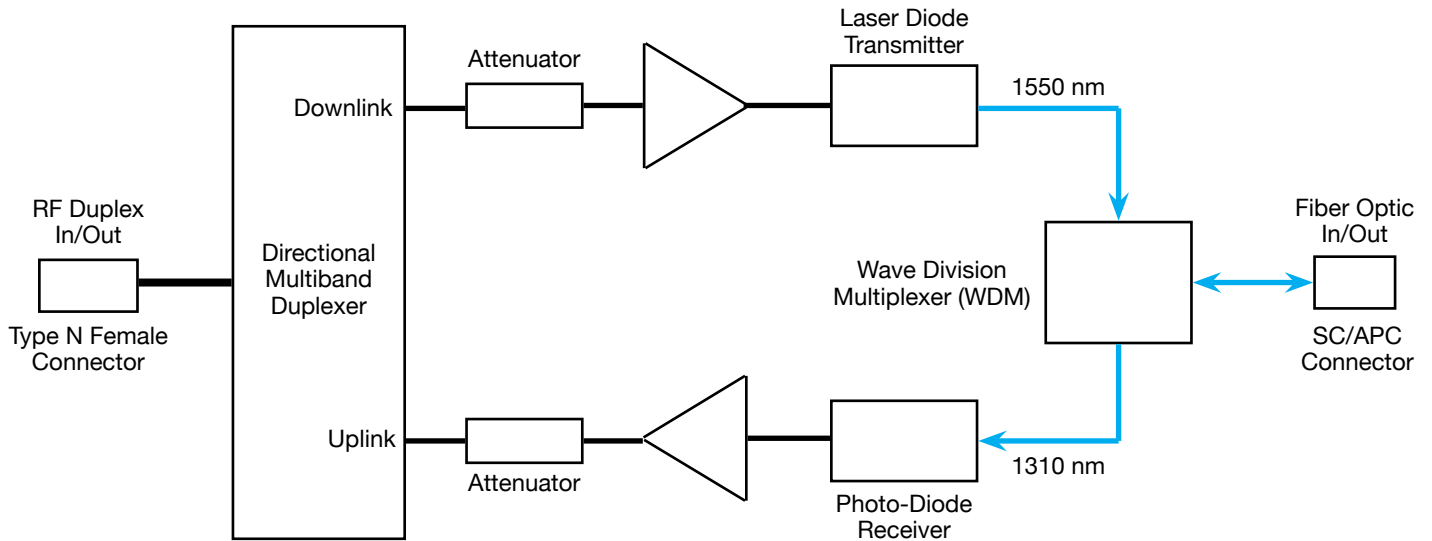 Laser Diode
Transmitter
Attenuator
1550 nm
Downlink
RF Duplex
In/Out
Fiber Optic
In/Out
Directional
Multiband
Duplexer
Wave Division
Multiplexer (WDM)
Type N Female
Connector
SC/APC
Connector
Uplink
1310 nm
Attenuator
Photo-Diode
Receiver